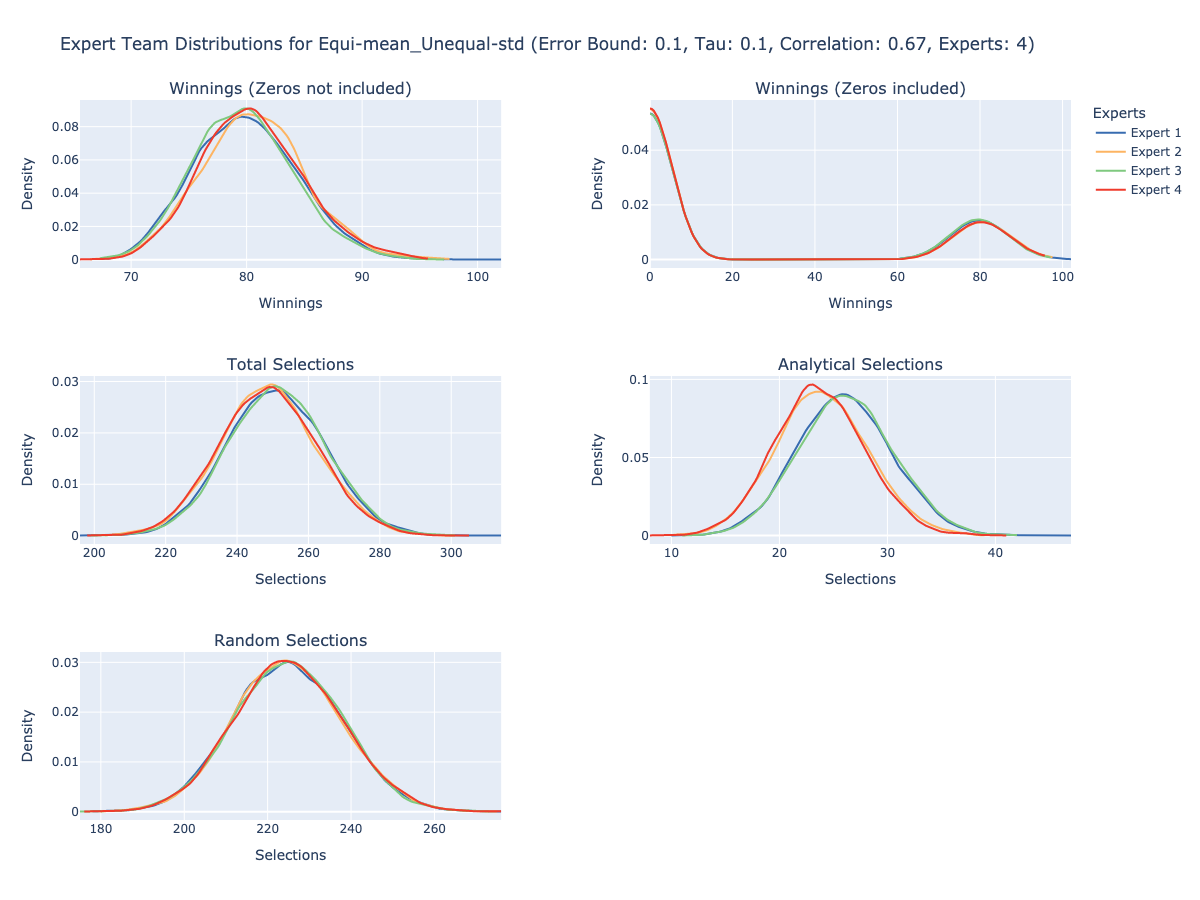 Expert Team Distributions for Equi-mean_Unequal-std (Error Bound: 0.1, Tau: 0.1, Correlation: 0.67, Experts: 4)
Winnings (Zeros not included)
Density
0.08
0.06
0.04
0.02
0
70 80 90 100
Winnings
Winnings (Zeros included)
Density
0.04
0.02
0
0 20 40 60 80 100
Winnings
Experts
Expert 1
Expert 2
Expert 3
Expert 4
Total Selections
Density
0.03
0.02
0.01
0
200 220 240 260 280 300
Selections
Analytical Selections
Density
0.1
0.05
0
10 20 30 40
Selections
Random Selections
Density
0.03
0.02
0.01
0
180 200 220 240 260
Selections